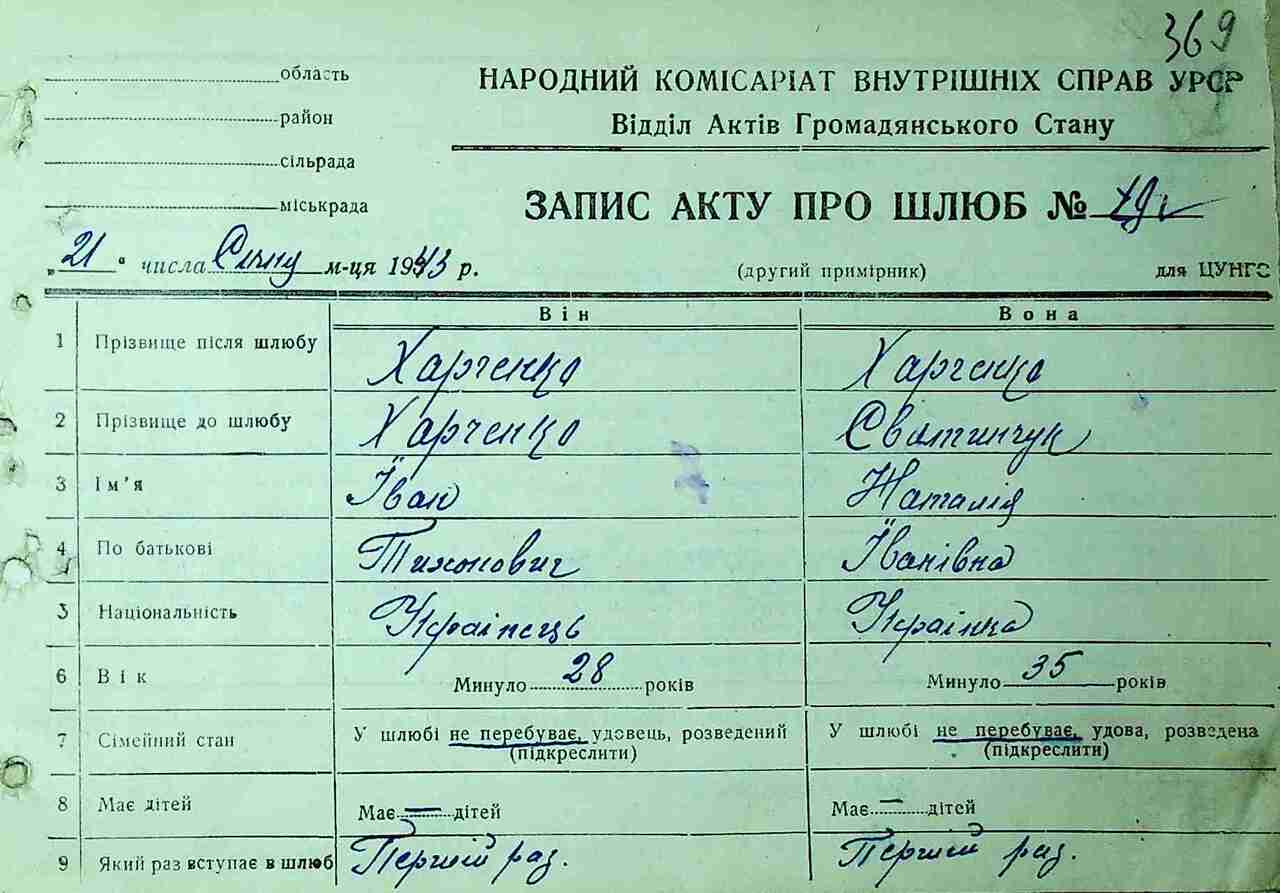 369
область
район
сільрада
міськрада
НАРОДНИЙ КОМІСАРІАТ ВНУТРІШНІХ СПРАВ УРСР
Відділ Актів Громадянського Стану
ЗАПИС АКТУ ПРО ШЛЮБ №
„21“ числа Січня м-ця 1943 р.
(другий примірник) для ЦУНГС
Він Вона
1 Прізвище після шлюбу Харченко Харченко
2 Прізвище до шлюбу Харченко
3 Ім'я Іван Наталія
4 По батькові Тихонович Іванівна
5 Національність Українець Українка
6 Вік Минуло 28 років Минуло 35 років
7 Сімейний стан У шлюбі не перебуває, удовець, розведений У шлюбі не перебуває, удова, розведена
(підкреслити) (підкреслити)
8 Має дітей Має — дітей Має — дітей
9 Який раз вступає в шлюб Перший раз. Перший раз.